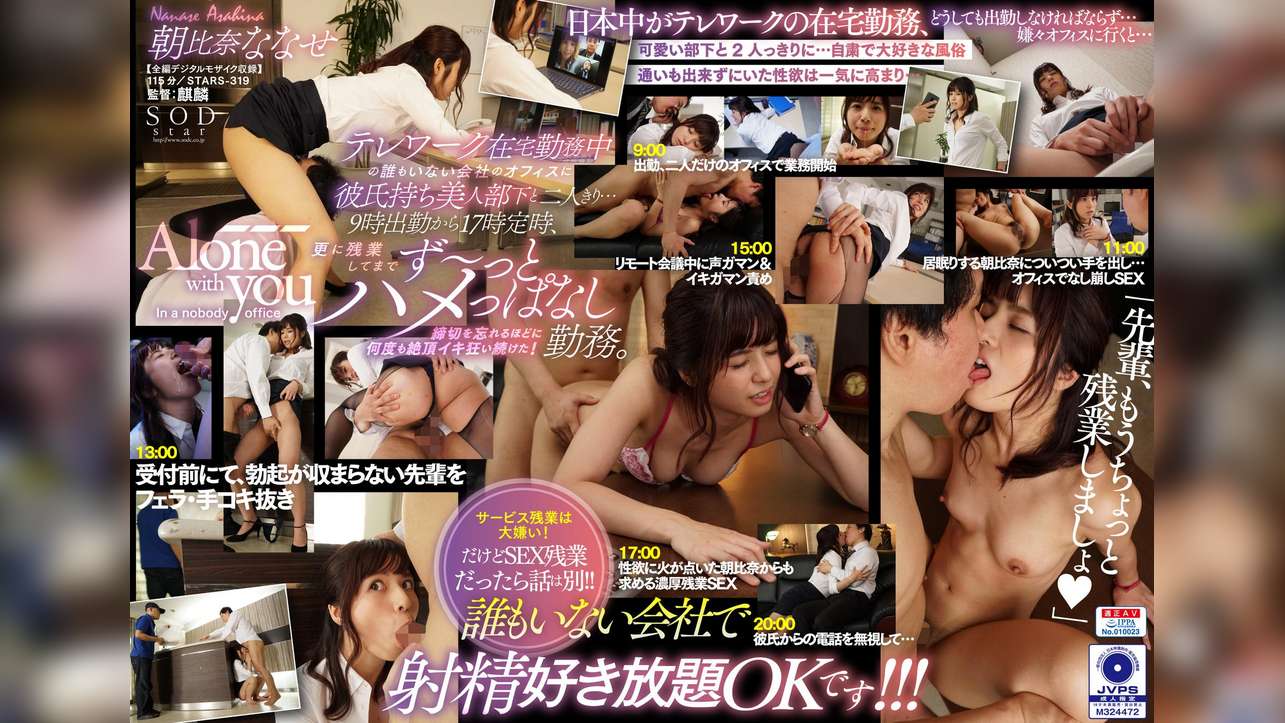 Nanase Asahina
朝比奈ななせ
【全編デジタルモザイク収録】
115分／STARS-319
監督：麒麟
SOD
star
http://www.sod.co.jp
日本中がテレワークの在宅勤務、
どうしても出勤しなければならず…
嫌々オフィスに行くと…
可愛い部下と2人っきりに…自粛で大好きな風俗
通いも出来ずにいた性欲は一気に高まり…
テレワーク在宅勤務中
の誰もいない会社のオフィスに
彼氏持ち美人部下と二人きり…
9時出勤から17時定時、
更に残業
してまで
ず〜っと
ハメっぱなし
勤務。
締切を忘れるほどに
何度も絶頂イキ狂い続けた！
Alone
with you
In a nobody office
9:00
出勤、二人だけのオフィスで業務開始
11:00
居眠りする朝比奈についつい手を出し…
オフィスでなし崩しSEX
13:00
受付前にて、勃起が収まらない先輩を
フェラ・手コキ抜き
15:00
リモート会議中に声ガマン＆
イキガマン責め
17:00
性欲に火が点いた朝比奈からも
求める濃厚残業SEX
20:00
彼氏からの電話を無視して…
「先輩、もうちょっと
残業しましょ♥」
サービス残業は
大嫌い！
だけどSEX残業
だったら話は別!!
誰もいない会社で
射精好き放題OKです!!!
適正AV
IPPA
No.010023
JVPS
成人指定
M324472